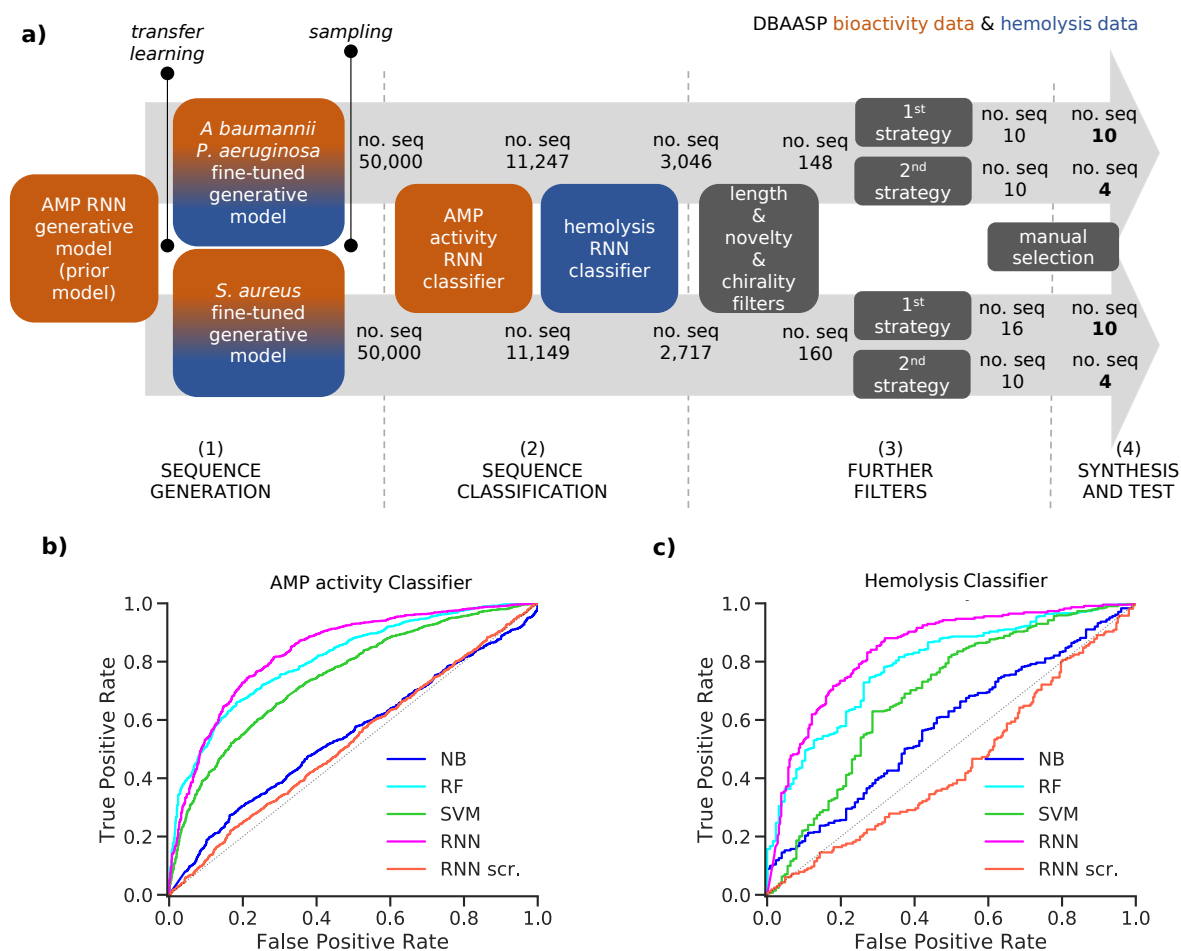 a)
transfer
learning
sampling
DBAASP bioactivity data & hemolysis data
AMP RNN
generative
model
(prior
model)
A baumannii
P. aeruginosa
fine-tuned
generative
model
S. aureus
fine-tuned
generative
model
no. seq
50,000
no. seq
11,247
no. seq
3,046
no. seq
148
1st
strategy
no. seq
10
no. seq
10
2nd
strategy
no. seq
10
no. seq
4
AMP
activity
RNN
classifier
hemolysis
RNN
classifier
length
&
novelty
&
chirality
filters
manual
selection
no. seq
50,000
no. seq
11,149
no. seq
2,717
no. seq
160
1st
strategy
no. seq
16
no. seq
10
2nd
strategy
no. seq
10
no. seq
4
(1)
SEQUENCE
GENERATION
(2)
SEQUENCE
CLASSIFICATION
(3)
FURTHER
FILTERS
(4)
SYNTHESIS
AND TEST
b)
AMP activity Classifier
True Positive Rate
1.0
0.8
0.6
0.4
0.2
0.0
NB
RF
SVM
RNN
RNN scr.
0.0 0.2 0.4 0.6 0.8 1.0
False Positive Rate
c)
Hemolysis Classifier
True Positive Rate
1.0
0.8
0.6
0.4
0.2
0.0
NB
RF
SVM
RNN
RNN scr.
0.0 0.2 0.4 0.6 0.8 1.0
False Positive Rate